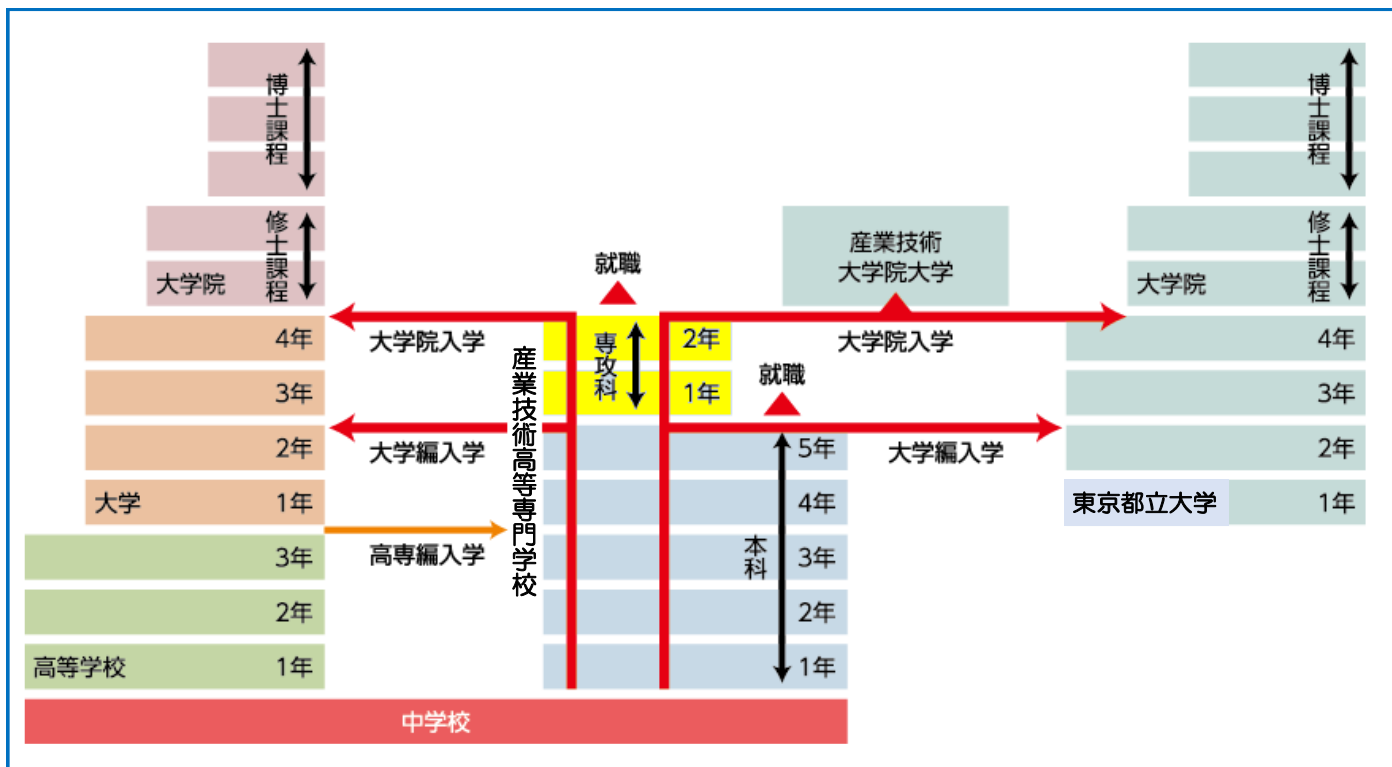 博士課程
博士課程
修士課程
産業技術
大学院大学
修士課程
就職
大学院
大学院
4年
大学院入学
専攻科
2年
大学院入学
4年
産業技術高等専門学校
就職
3年
1年
3年
2年
大学編入学
5年
大学編入学
2年
大学
1年
4年
東京都立大学
1年
3年
高専編入学
本科
3年
2年
2年
高等学校
1年
1年
中学校